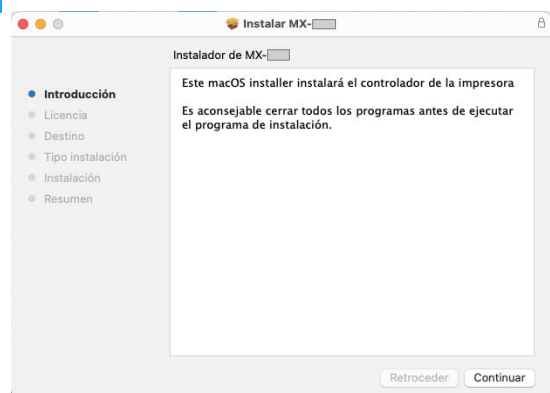 Instalar MX-
Instalador de MX-
Introducción
Licencia
Destino
Tipo instalación
Instalación
Resumen
Este macOS installer instalará el controlador de la impresora
Es aconsejable cerrar todos los programas antes de ejecutar
el programa de instalación.
Retroceder
Continuar